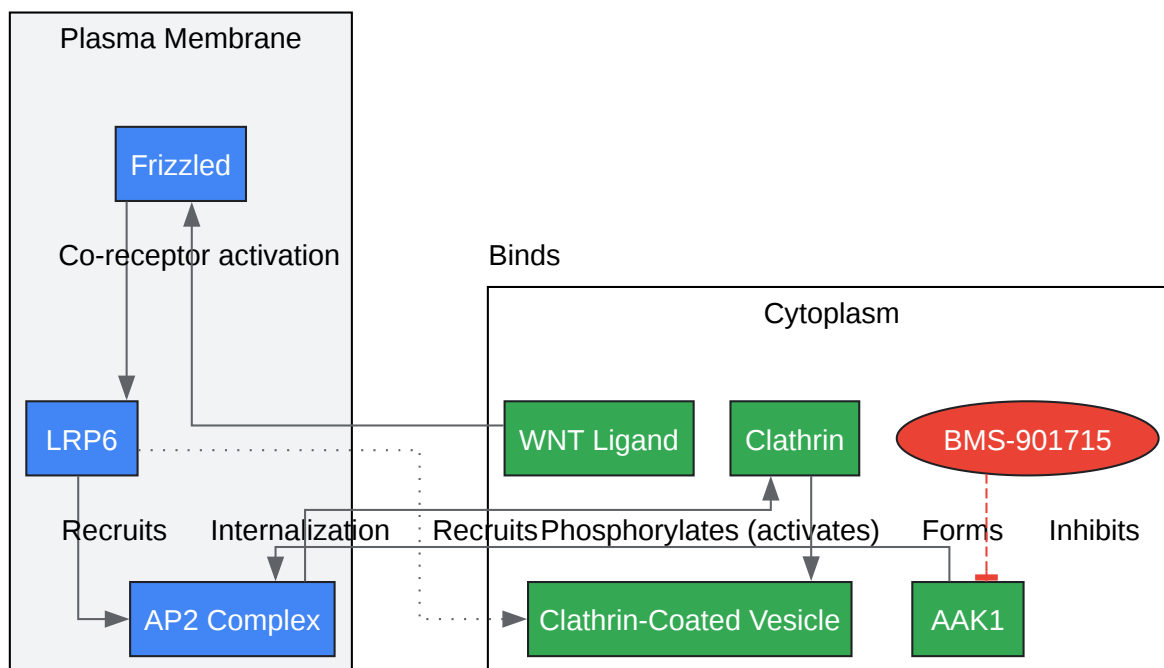 Plasma Membrane
Frizzled
Co-receptor activation
Binds
Cytoplasm
LRP6
WNT Ligand
Clathrin
BMS-901715
Recruits
Internalization
Recruits
Phosphorylates (activates)
Forms
Inhibits
AP2 Complex
Clathrin-Coated Vesicle
AAK1